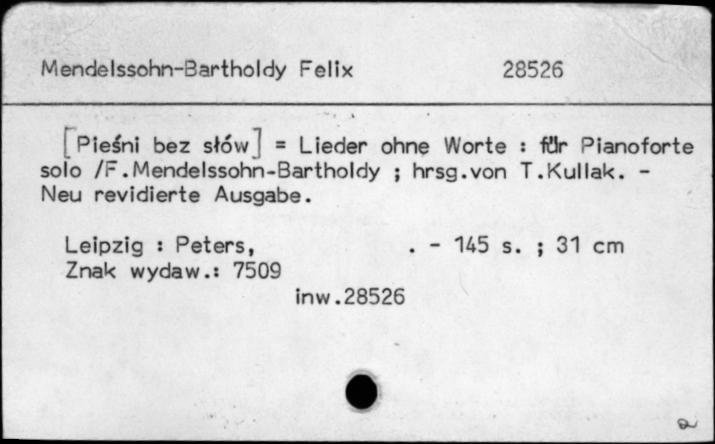 Mendelssohn-Bartholdy Felix 28526
[Pieśni bez słów] = Lieder ohne Worte : für Pianoforte
solo /F.Mendelssohn-Bartholdy ; hrsg.von T.Kullak. -
Neu revidierte Ausgabe.
Leipzig : Peters, . - 145 s. ; 31 cm
Znak wydaw.: 7509
inw.28526